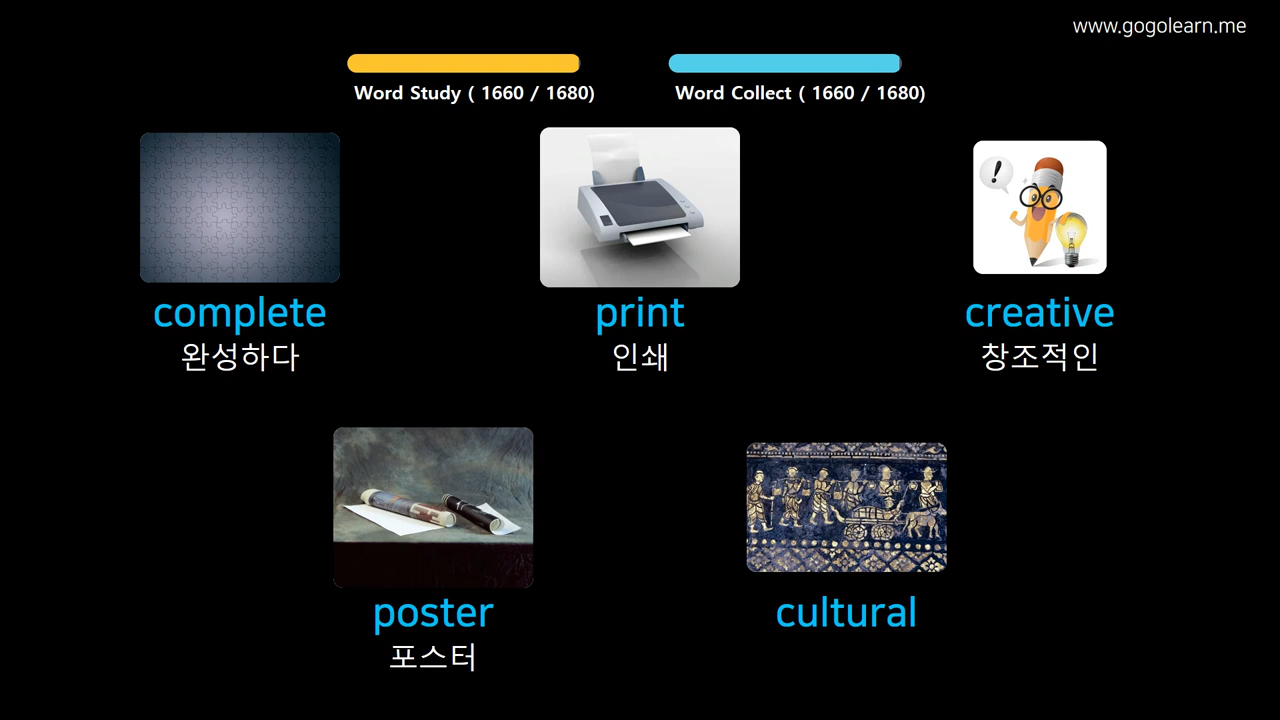 www.gogolearn.me
Word Study ( 1660 / 1680)
Word Collect ( 1660 / 1680)
complete
완성하다
print
인쇄
!
creative
창조적인
poster
포스터
cultural